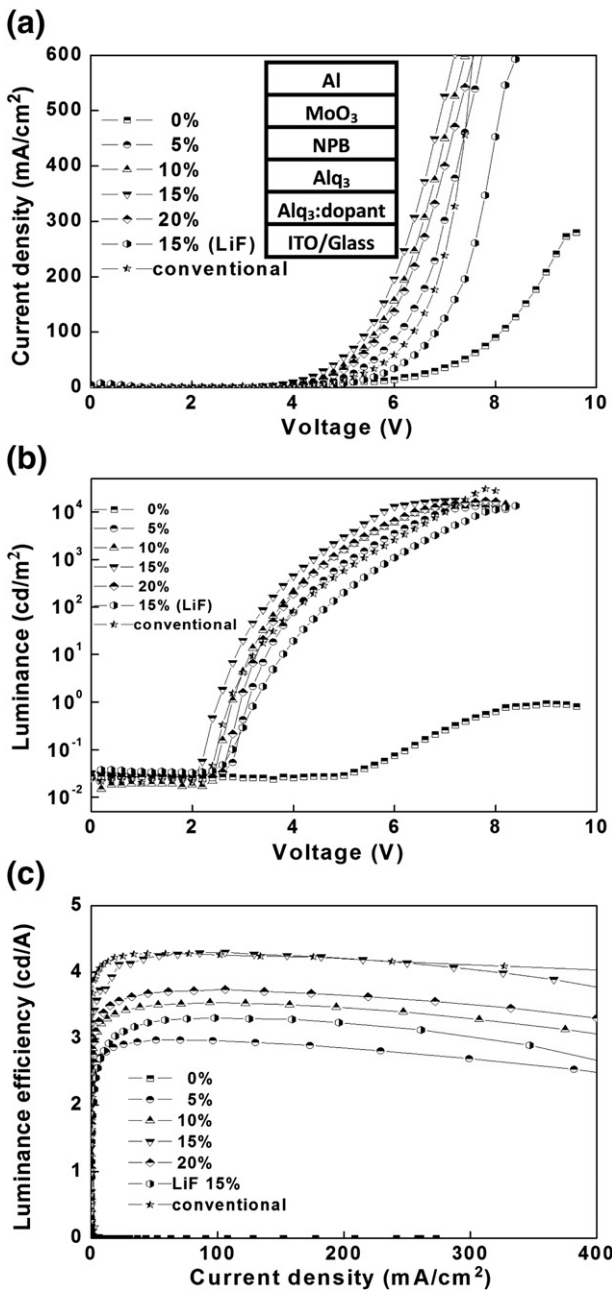 (a)
600
500
400
300
200
100
0
Current density (mA/cm²)
0%
5%
10%
15%
20%
15% (LiF)
conventional
Al
MoO₃
NPB
Alq₃
Alq₃:dopant
ITO/Glass
0 2 4 6 8 10
Voltage (V)
(b)
10⁴
10³
10²
10¹
10⁰
10⁻¹
10⁻²
Luminance (cd/m²)
0%
5%
10%
15%
20%
15% (LiF)
conventional
0 2 4 6 8 10
Voltage (V)
(c)
5
4
3
2
1
0
Luminance efficiency (cd/A)
0%
5%
10%
15%
20%
LiF 15%
conventional
0 100 200 300 400
Current density (mA/cm²)